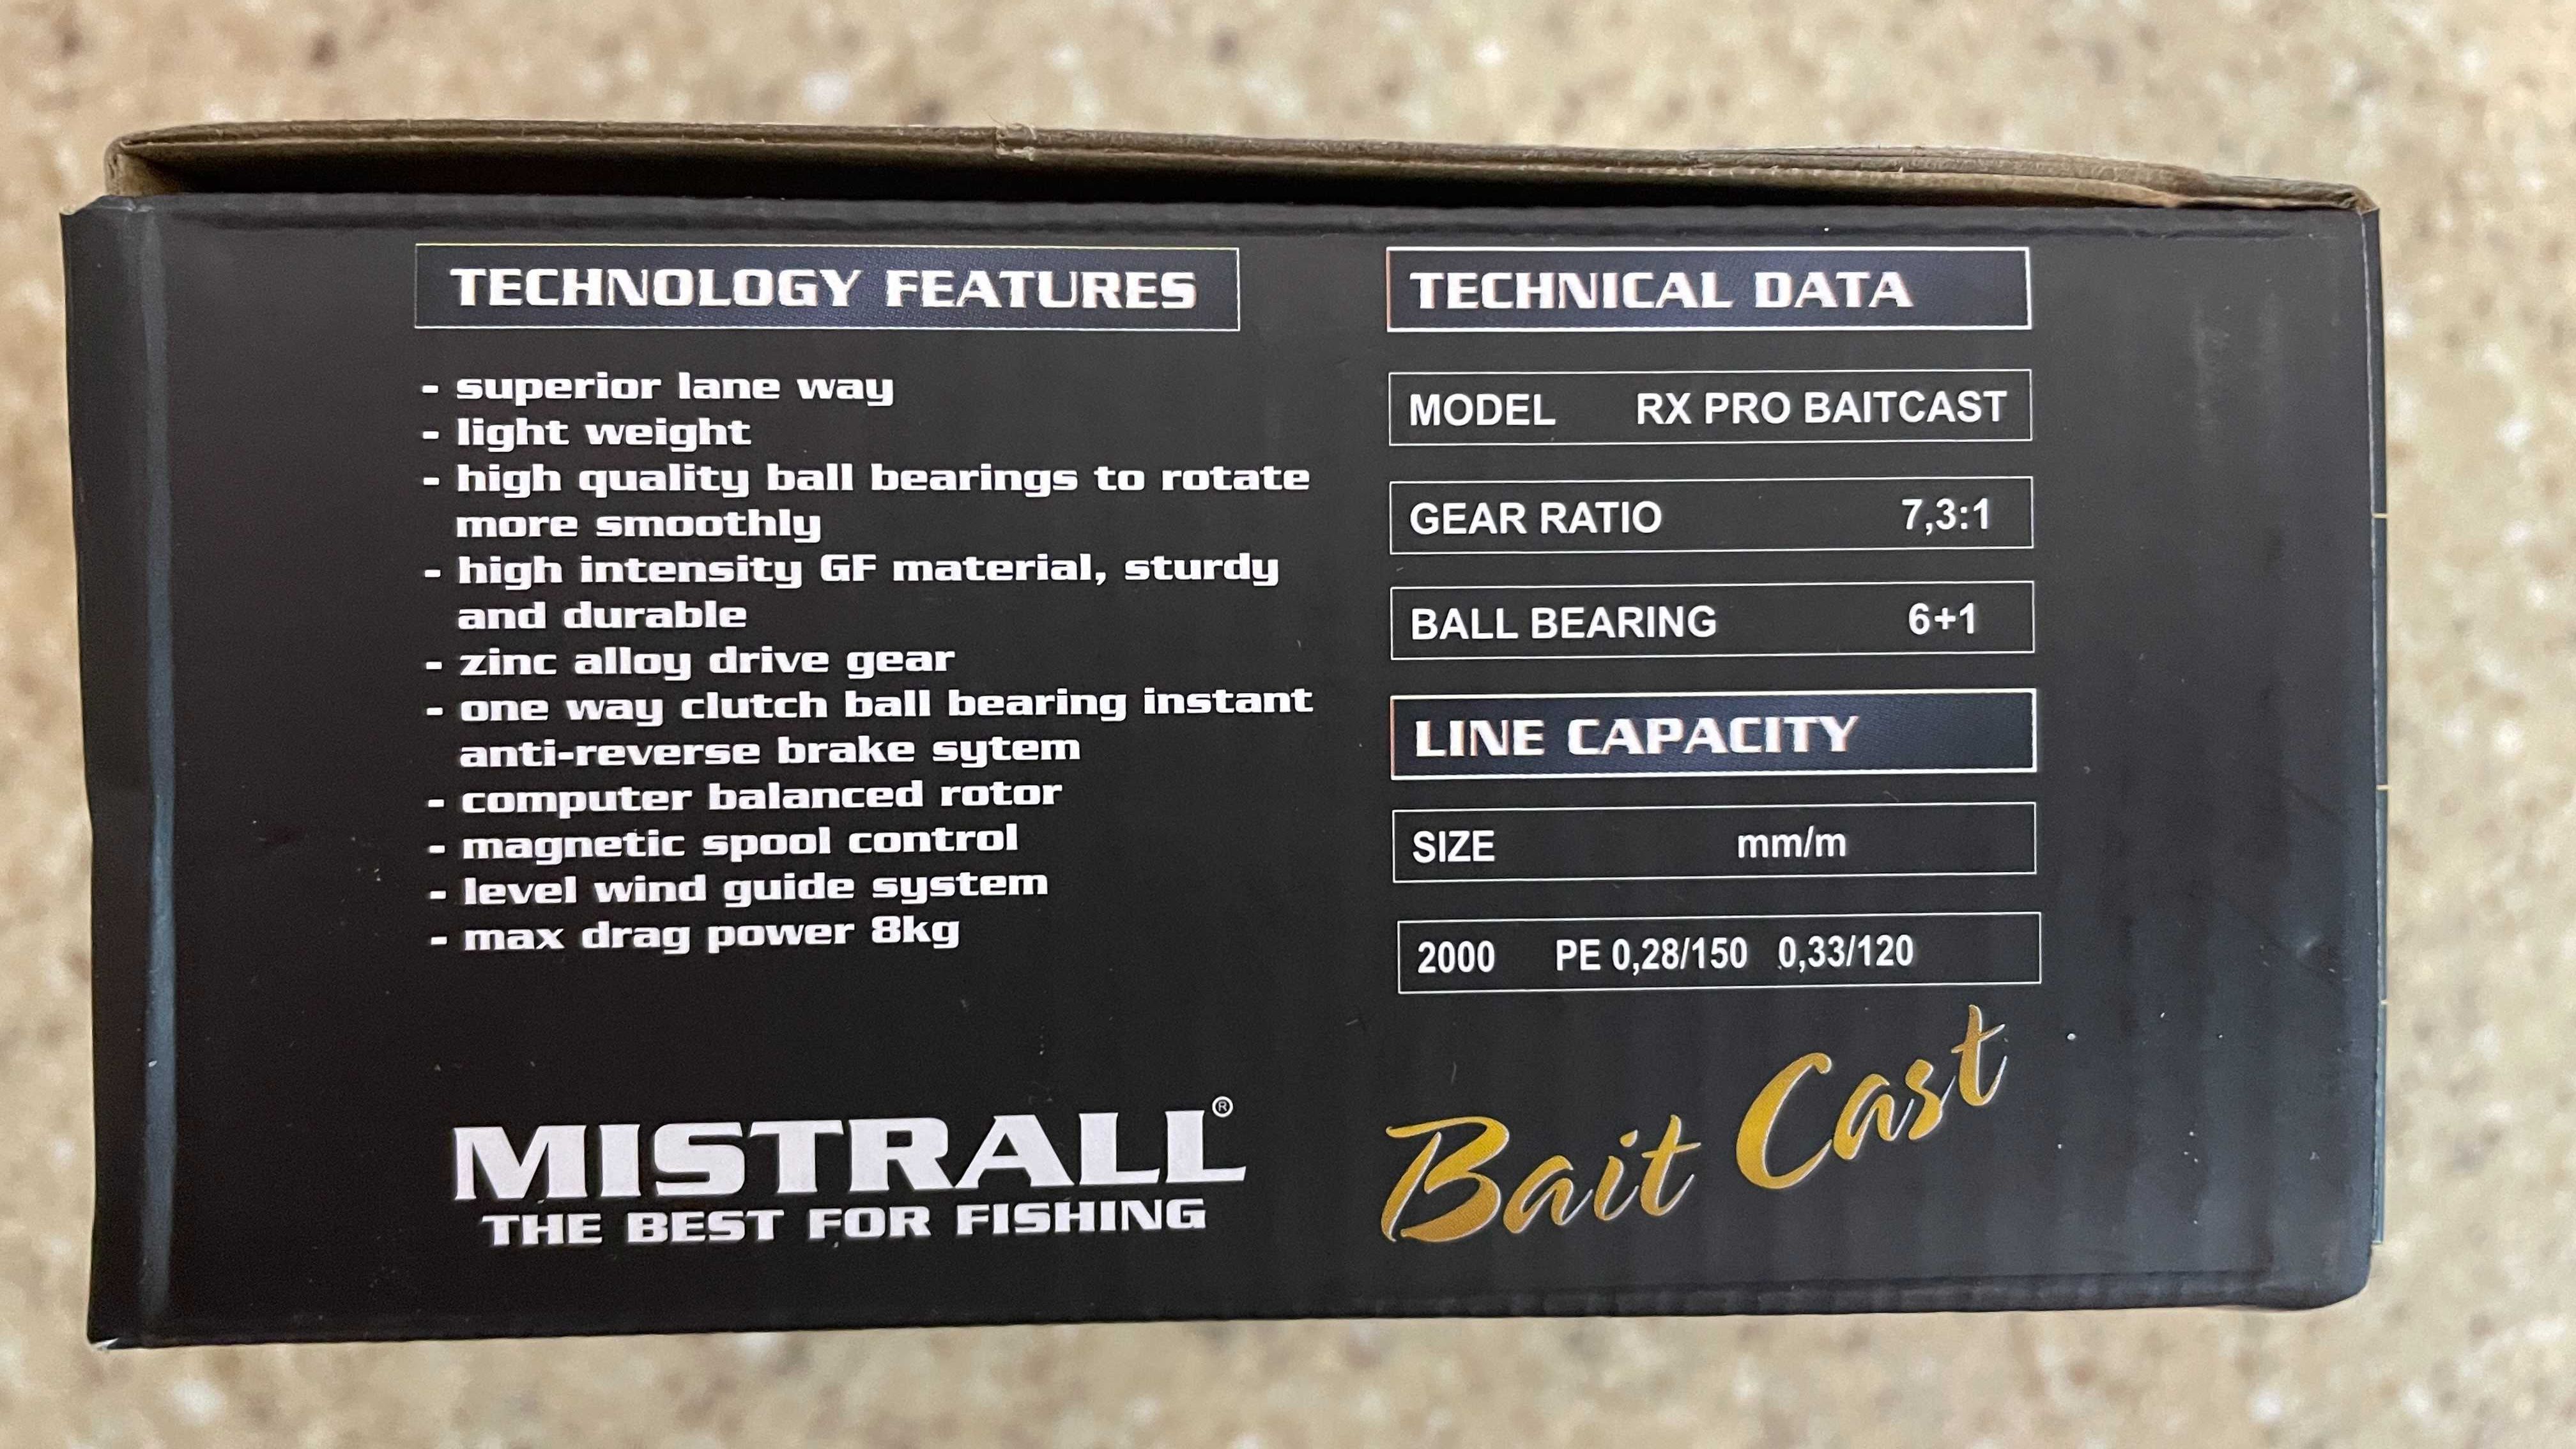 TECHNOLOGY FEATURES
- superior lane way
- light weight
- high quality ball bearings to rotate
more smoothly
- high intensity GF material, sturdy
and durable
- zinc alloy drive gear
- one way clutch ball bearing instant
anti-reverse brake sytem
- computer balanced rotor
- magnetic spool control
- level wind guide system
- max drag power 8kg
MISTRALL®
THE BEST FOR FISHING
TECHNICAL DATA
MODEL RX PRO BAITCAST
GEAR RATIO 7,3:1
BALL BEARING 6+1
LINE CAPACITY
SIZE mm/m
2000 PE 0,28/150 0,33/120
Bait Cast